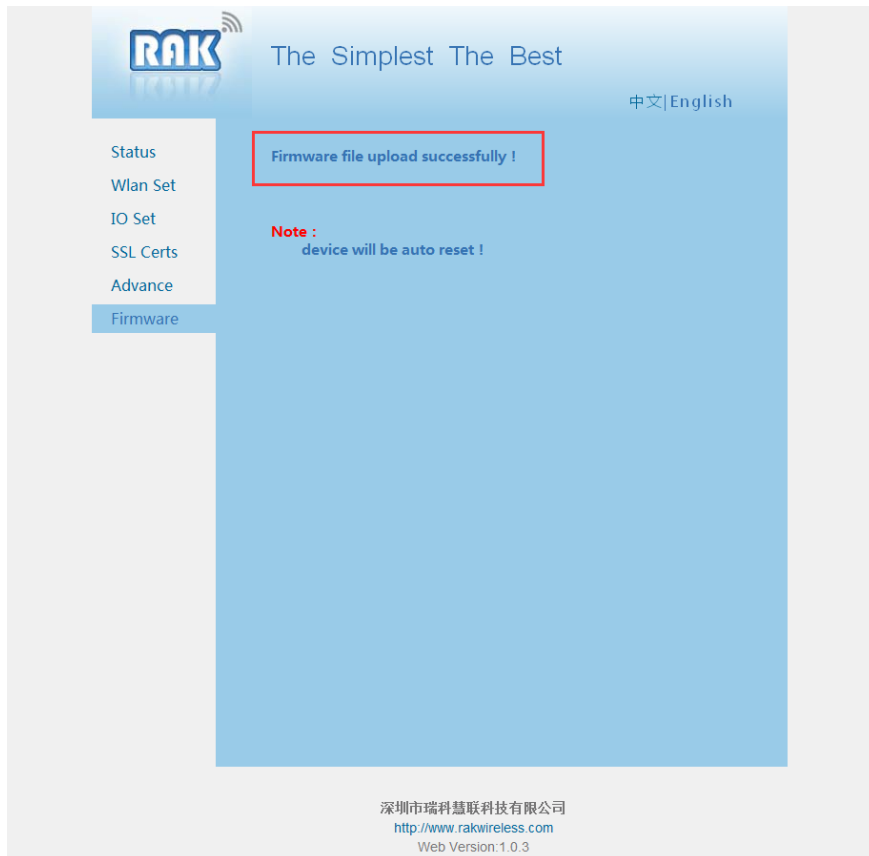 RAK
The Simplest The Best
中文|English
Status
Wlan Set
IO Set
SSL Certs
Advance
Firmware
Firmware file upload successfully !
Note :
device will be auto reset !
深圳市瑞科慧联科技有限公司
http://www.rakwireless.com
Web Version:1.0.3